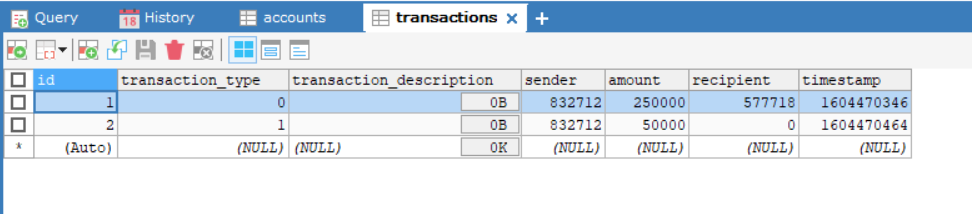 Query History accounts transactions × +
18
id transaction_type transaction_description sender amount recipient timestamp
1 0 0B 832712 250000 577718 1604470346
2 1 0B 832712 50000 0 1604470464
* (Auto) (NULL) (NULL) 0K (NULL) (NULL) (NULL) (NULL)